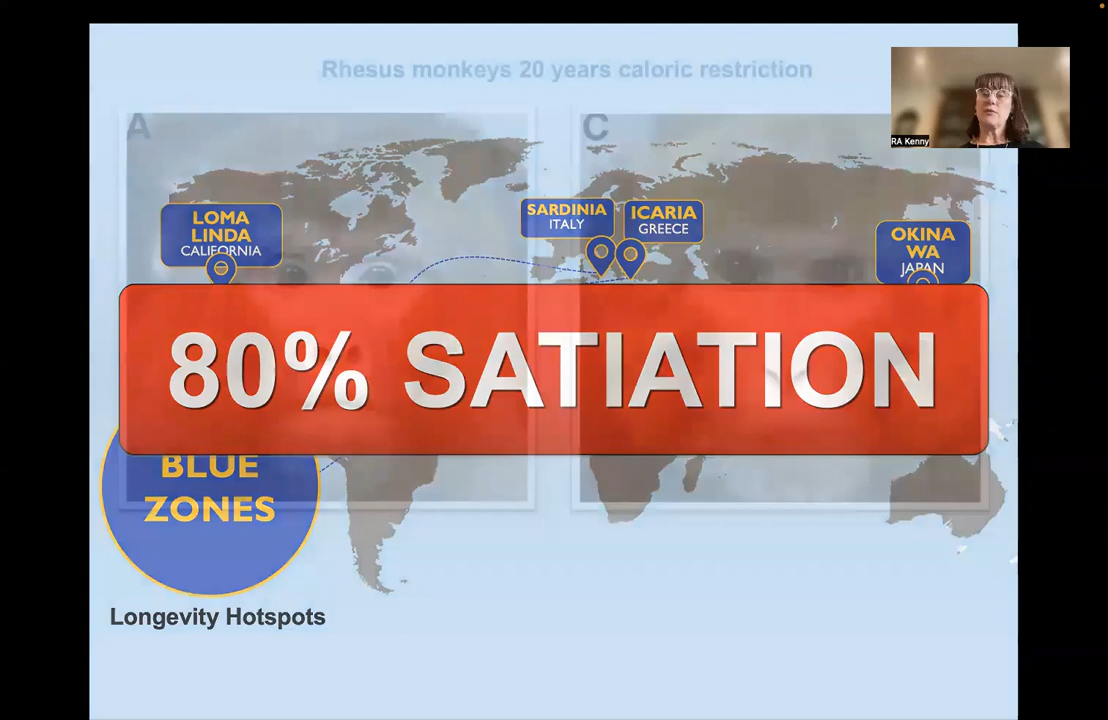 Rhesus monkeys 20 years caloric restriction
A
C
RA Kenny
LOMA
LINDA
CALIFORNIA
SARDINIA
ITALY
ICARIA
GREECE
OKINA
WA
JAPAN
80% SATIATION
BLUE
ZONES
Longevity Hotspots